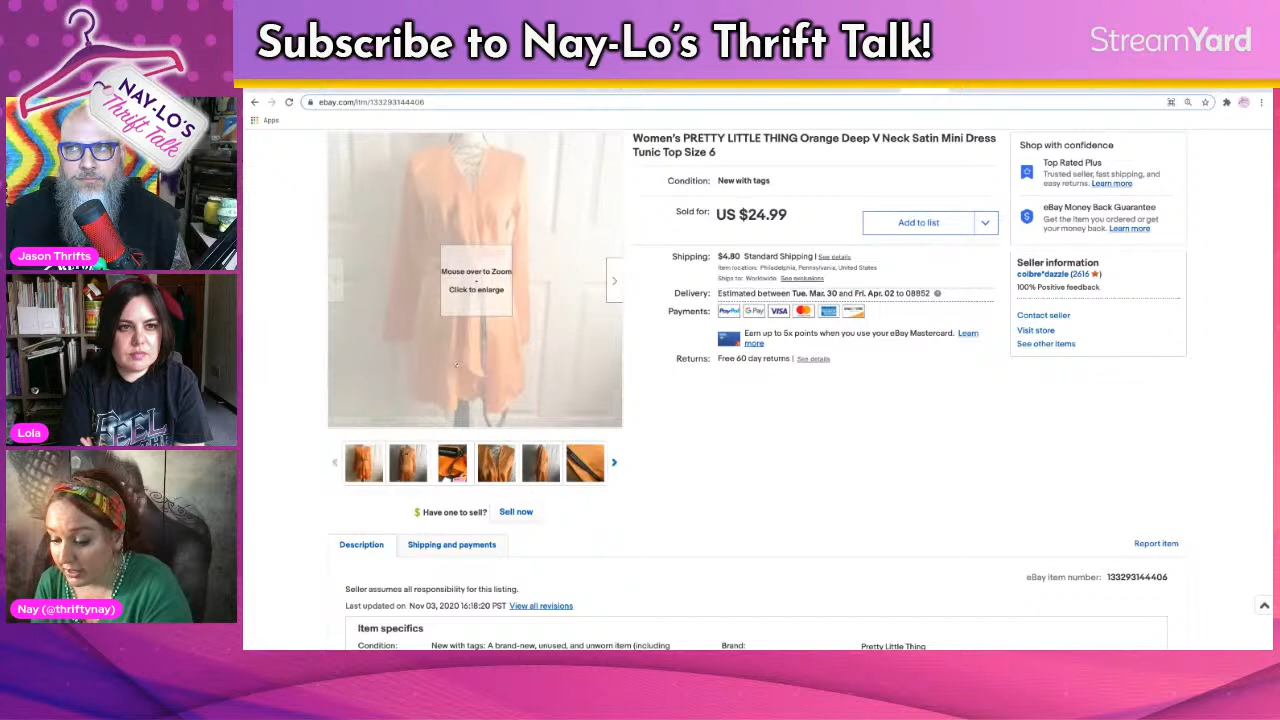 Subscribe to Nay-Lo's Thrift Talk!
StreamYard
NAY-LO'S
Thrift Talk
Jason Thrifts
Lola
Nay (@thriftynay)
ebay.com/itm/133293144406
Apps
Women's PRETTY LITTLE THING Orange Deep V Neck Satin Mini Dress
Tunic Top Size 6
Condition: New with tags
Sold for: US $24.99
Add to list
Shipping: $4.80 Standard Shipping | See details
Item location: Philadelphia, Pennsylvania, United States
Ships to: Worldwide See exclusions
Delivery: Estimated between Tue. Mar. 30 and Fri. Apr. 02 to 08852
Payments: PayPal G Pay VISA
Earn up to 5x points when you use your eBay Mastercard. Learn
more
Returns: Free 60 day returns | See details
Shop with confidence
Top Rated Plus
Trusted seller, fast shipping, and
easy returns. Learn more
eBay Money Back Guarantee
Get the item you ordered or get
your money back. Learn more
Seller information
colbre*dazzle (2616)
100% Positive feedback
Contact seller
Visit store
See other items
Mouse over to Zoom
-
Click to enlarge
$ Have one to sell? Sell now
Description
Shipping and payments
Report item
eBay item number: 133293144406
Seller assumes all responsibility for this listing.
Last updated on Nov 03, 2020 16:18:20 PST View all revisions
Item specifics
Condition: New with tags: A brand-new, unused, and unworn item (including
Brand: Pretty Little Thing